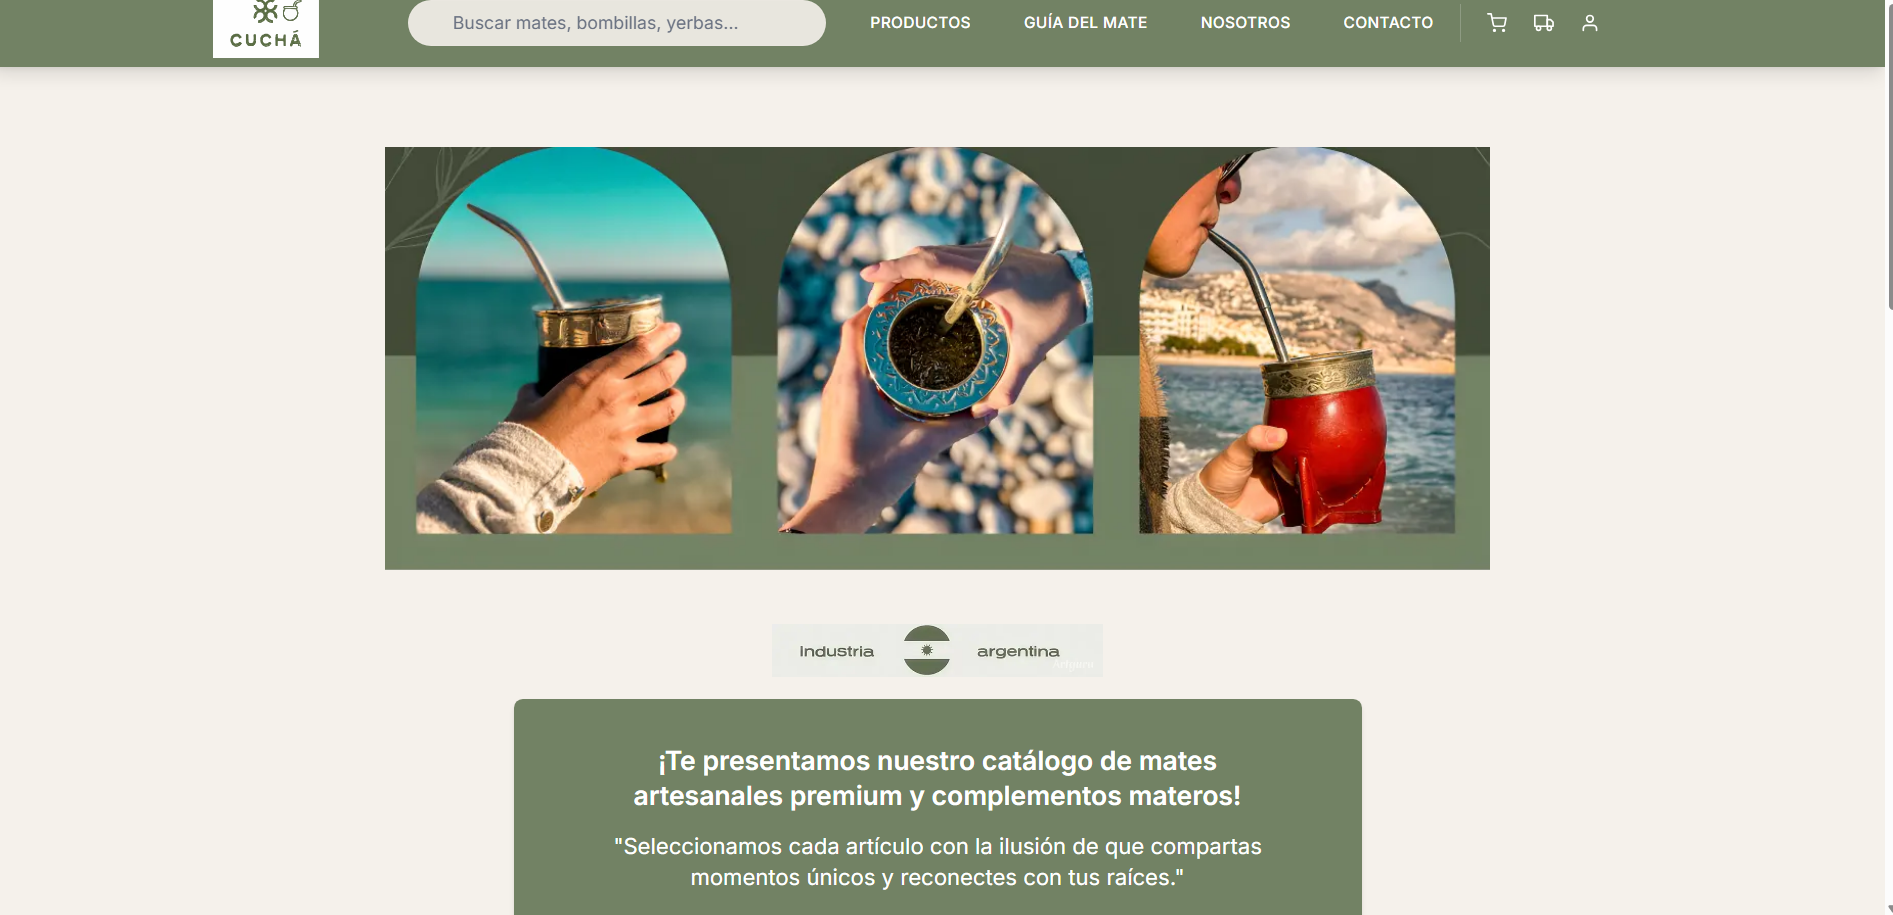 CUCHÁ
Buscar mates, bombillas, yerbas...
PRODUCTOS
GUÍA DEL MATE
NOSOTROS
CONTACTO
industria argentina
¡Te presentamos nuestro catálogo de mates
artesanales premium y complementos materos!
"Seleccionamos cada artículo con la ilusión de que compartas
momentos únicos y reconectes con tus raíces."